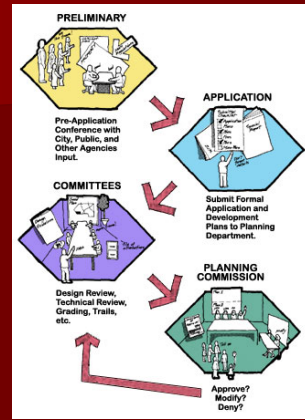 PRELIMINARY
Pre-Application
Conference with
City, Public, and
Other Agencies
Input.
APPLICATION
Submit Formal
Application and
Development
Plans to Planning
Department.
COMMITTEES
Design Review,
Technical Review,
Grading, Trails,
etc.
PLANNING
COMMISSION
Approve?
Modify?
Deny?